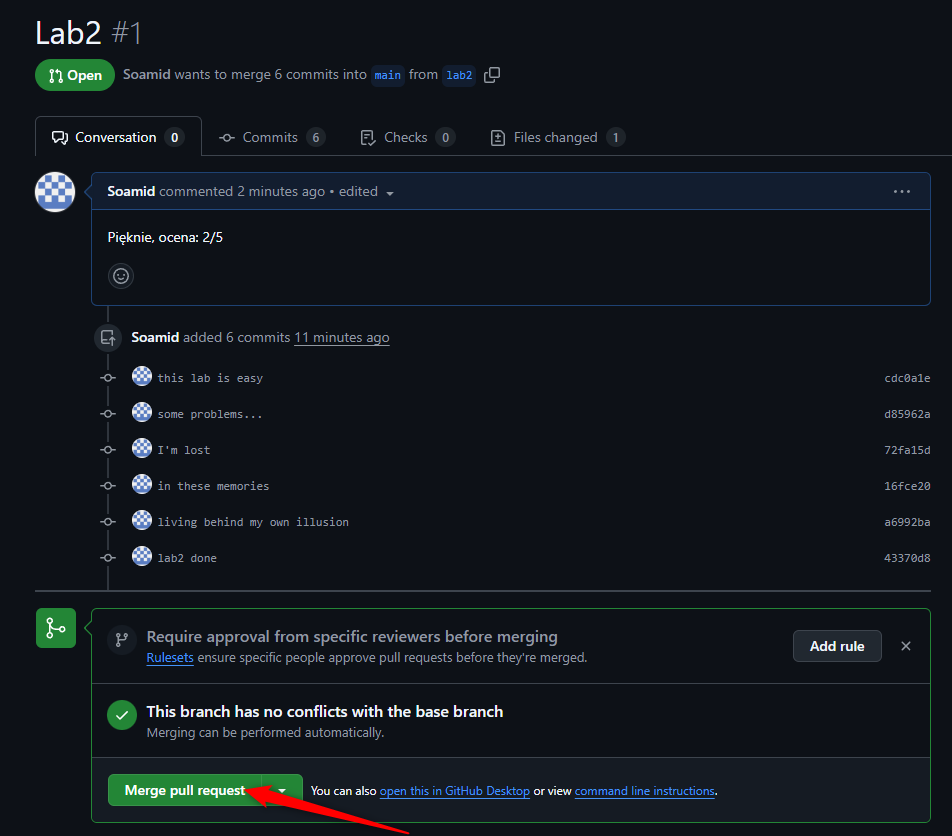 Lab2 #1
Open Soamid wants to merge 6 commits into main from lab2
Conversation 0 Commits 6 Checks 0 Files changed 1
Soamid commented 2 minutes ago • edited
Pięknie, ocena: 2/5
Soamid added 6 commits 11 minutes ago
this lab is easy cdc0a1e
some problems... d85962a
I'm lost 72fa15d
in these memories 16fce20
living behind my own illusion a6992ba
lab2 done 43370d8
Require approval from specific reviewers before merging
Rulesets ensure specific people approve pull requests before they're merged.
Add rule
This branch has no conflicts with the base branch
Merging can be performed automatically.
Merge pull request You can also open this in GitHub Desktop or view command line instructions.